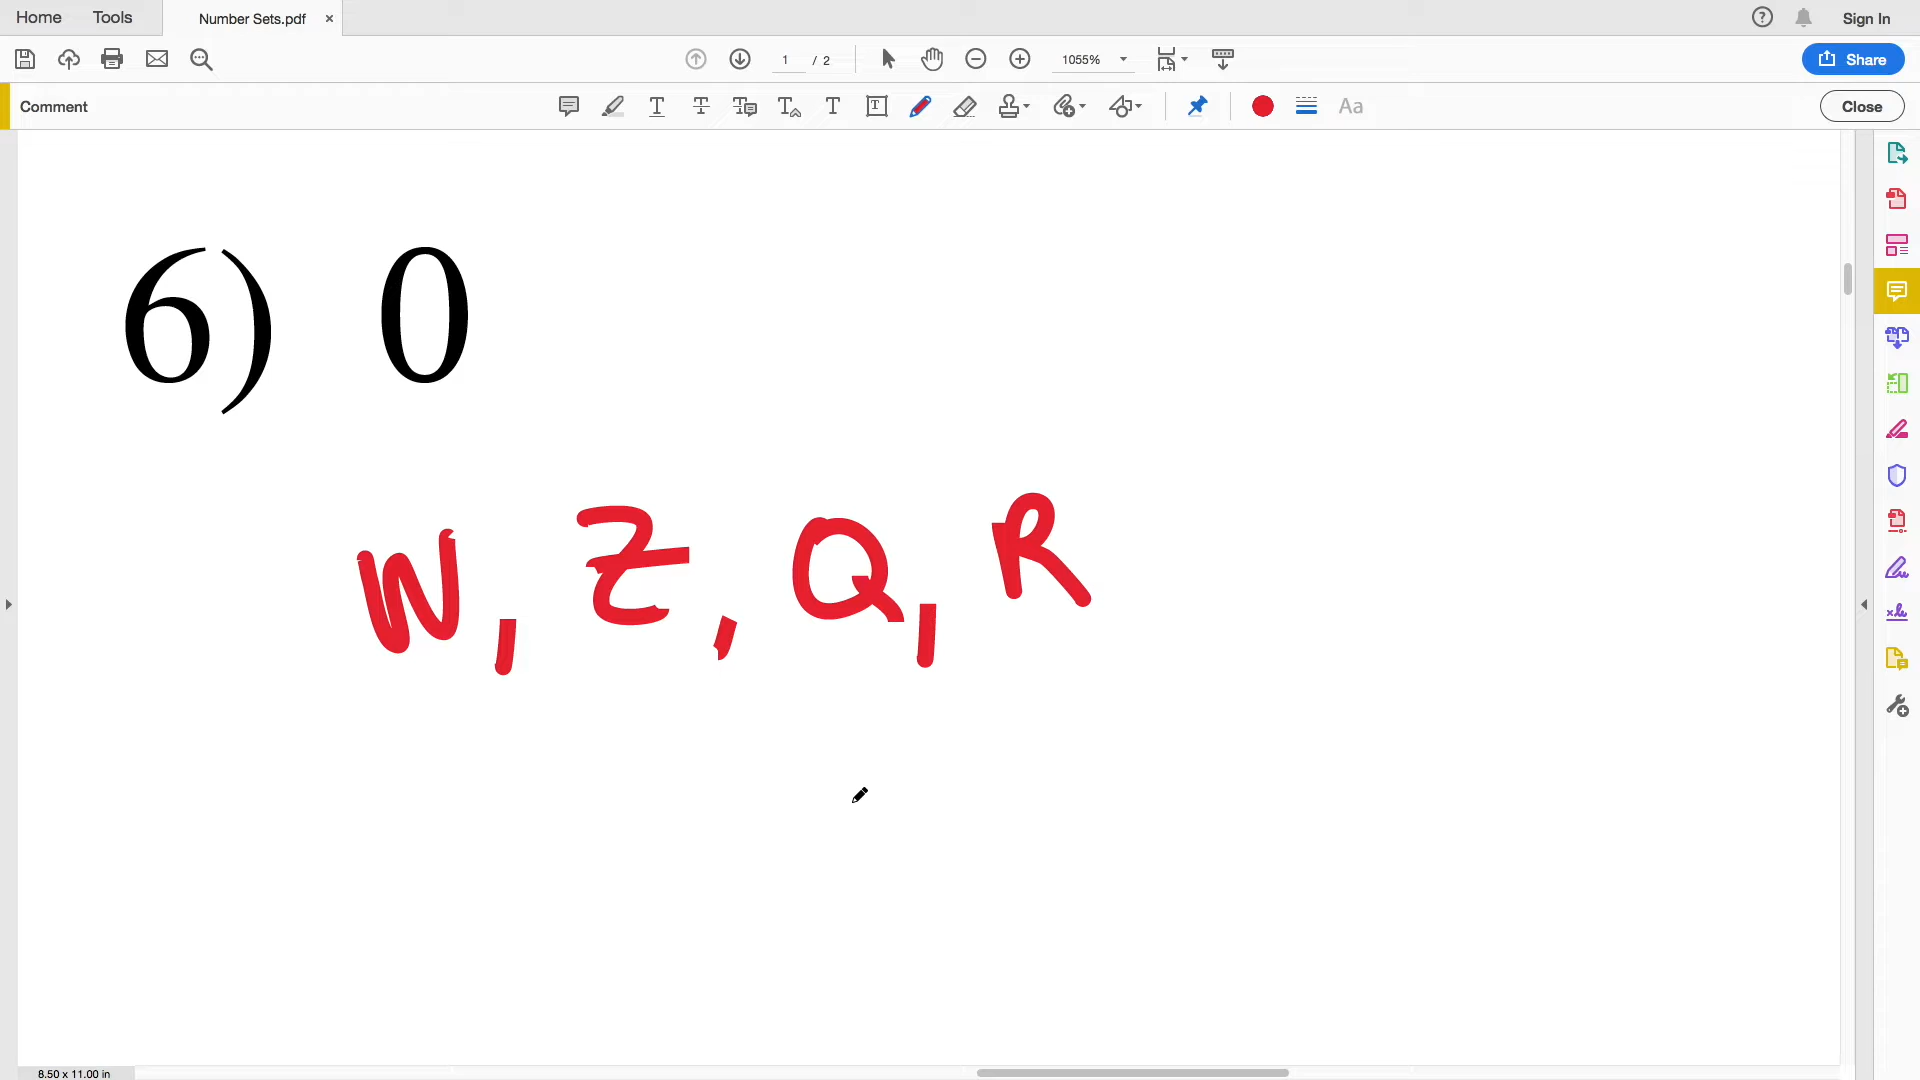 Home Tools Number Sets.pdf × Sign In
1 / 2 1055% Share
Comment Aa Close
6) 0
W, Z, Q, R
8.50 x 11.00 in